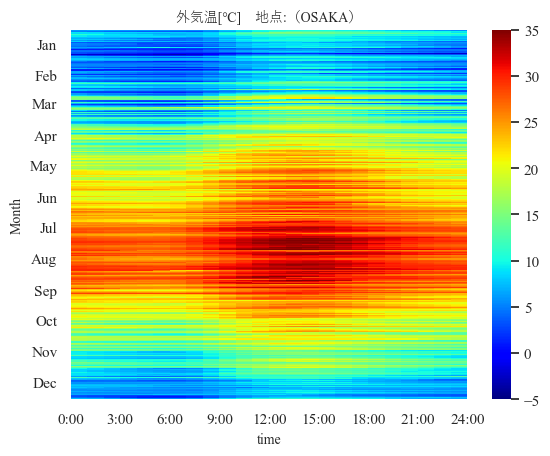 外気温[℃]　地点:（OSAKA）
Month
Jan
Feb
Mar
Apr
May
Jun
Jul
Aug
Sep
Oct
Nov
Dec
0:00 3:00 6:00 9:00 12:00 15:00 18:00 21:00 24:00
time
35
30
25
20
15
10
5
0
−5